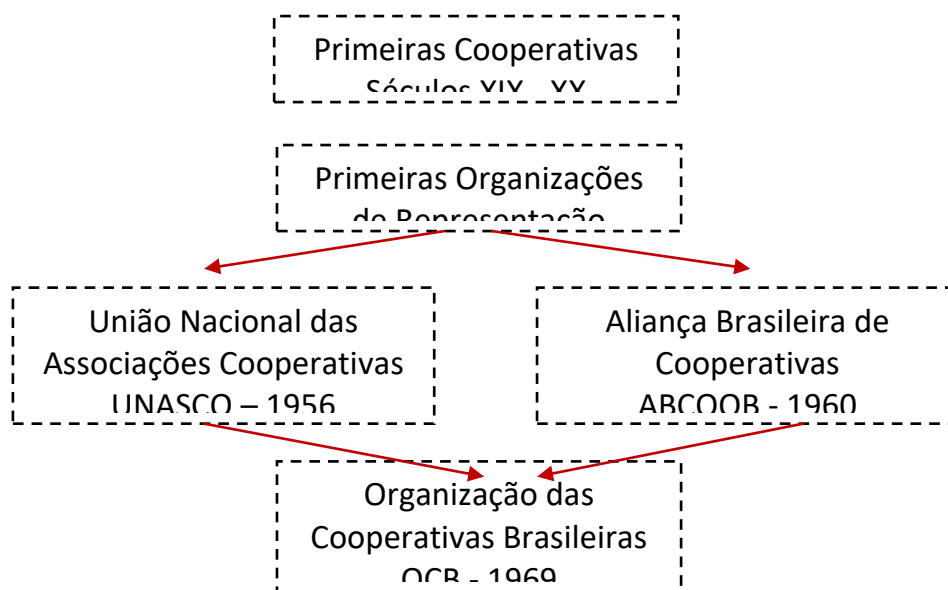 Primeiras Cooperativas
Séculos XIX - XX
Primeiras Organizações
de Representação
União Nacional das
Associações Cooperativas
UNASCO – 1956
Aliança Brasileira de
Cooperativas
ABCOOB - 1960
Organização das
Cooperativas Brasileiras
OCB - 1969